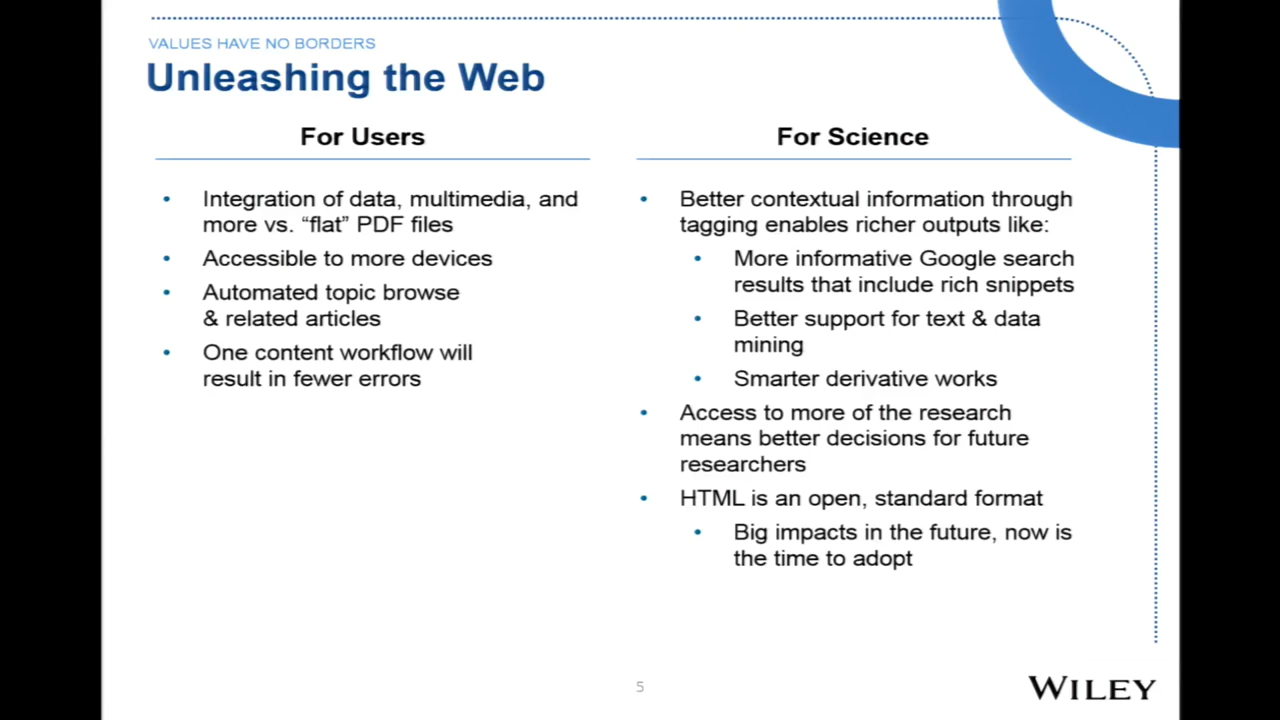 VALUES HAVE NO BORDERS
Unleashing the Web
For Users
• Integration of data, multimedia, and
more vs. “flat” PDF files
• Accessible to more devices
• Automated topic browse
& related articles
• One content workflow will
result in fewer errors
For Science
• Better contextual information through
tagging enables richer outputs like:
• More informative Google search
results that include rich snippets
• Better support for text & data
mining
• Smarter derivative works
• Access to more of the research
means better decisions for future
researchers
• HTML is an open, standard format
• Big impacts in the future, now is
the time to adopt
5
WILEY